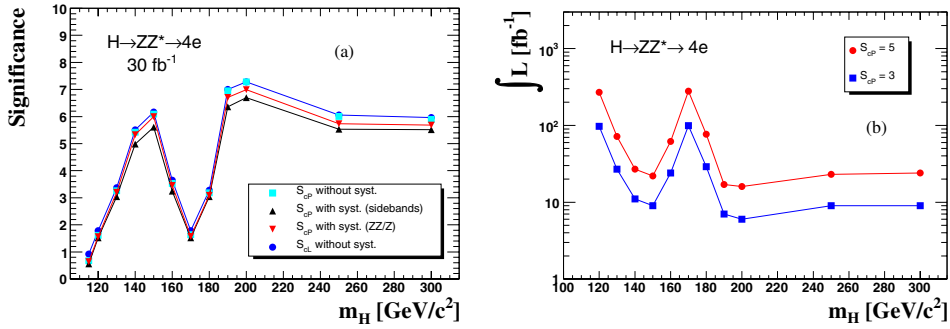 Significance
10
9
8
7
6
5
4
3
2
1
0
H→ZZ*→4e
30 fb⁻¹
(a)
S_cP without syst.
S_cP with syst. (sidebands)
S_cP with syst. (ZZ/Z)
S_cL without syst.
120 140 160 180 200 220 240 260 280 300
m_H [GeV/c²]
∫L [fb⁻¹]
10³
10²
10
1
H→ZZ*→ 4e
S_cP = 5
S_cP = 3
(b)
100 120 140 160 180 200 220 240 260 280 300
m_H [GeV/c²]